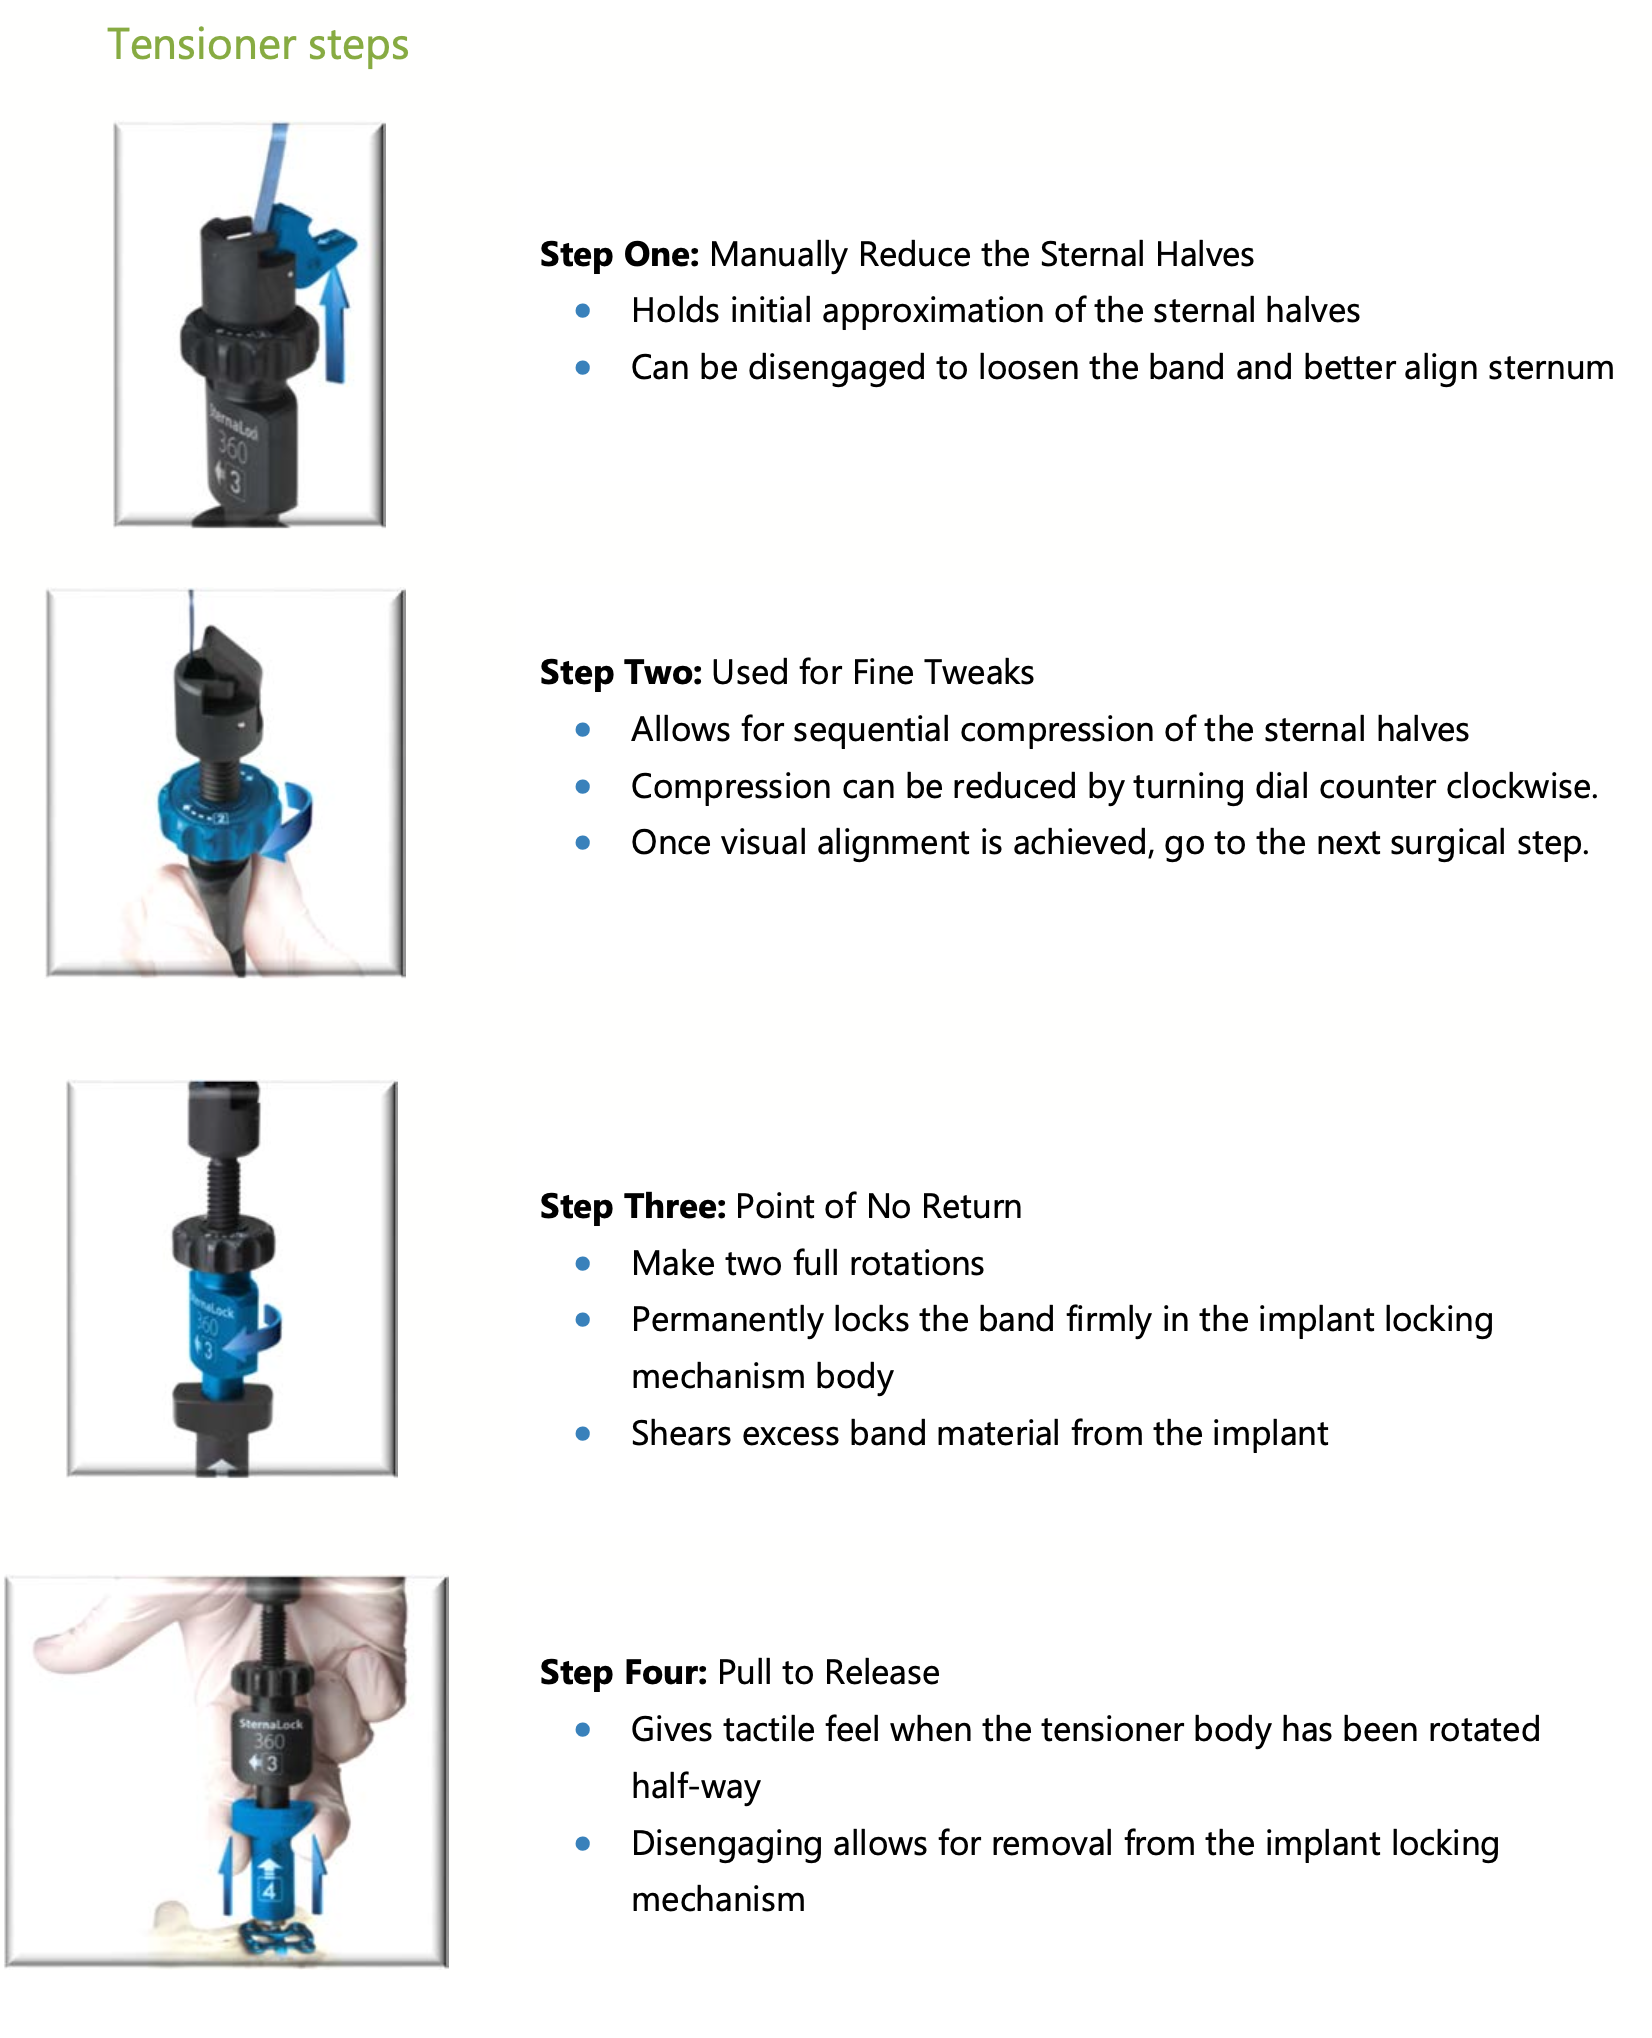 Tensioner steps
SternaLock
360
3
Step One: Manually Reduce the Sternal Halves
• Holds initial approximation of the sternal halves
• Can be disengaged to loosen the band and better align sternum
2
Step Two: Used for Fine Tweaks
• Allows for sequential compression of the sternal halves
• Compression can be reduced by turning dial counter clockwise.
• Once visual alignment is achieved, go to the next surgical step.
SternaLock
360
3
Step Three: Point of No Return
• Make two full rotations
• Permanently locks the band firmly in the implant locking
mechanism body
• Shears excess band material from the implant
SternaLock
360
3
4
Step Four: Pull to Release
• Gives tactile feel when the tensioner body has been rotated
half-way
• Disengaging allows for removal from the implant locking
mechanism